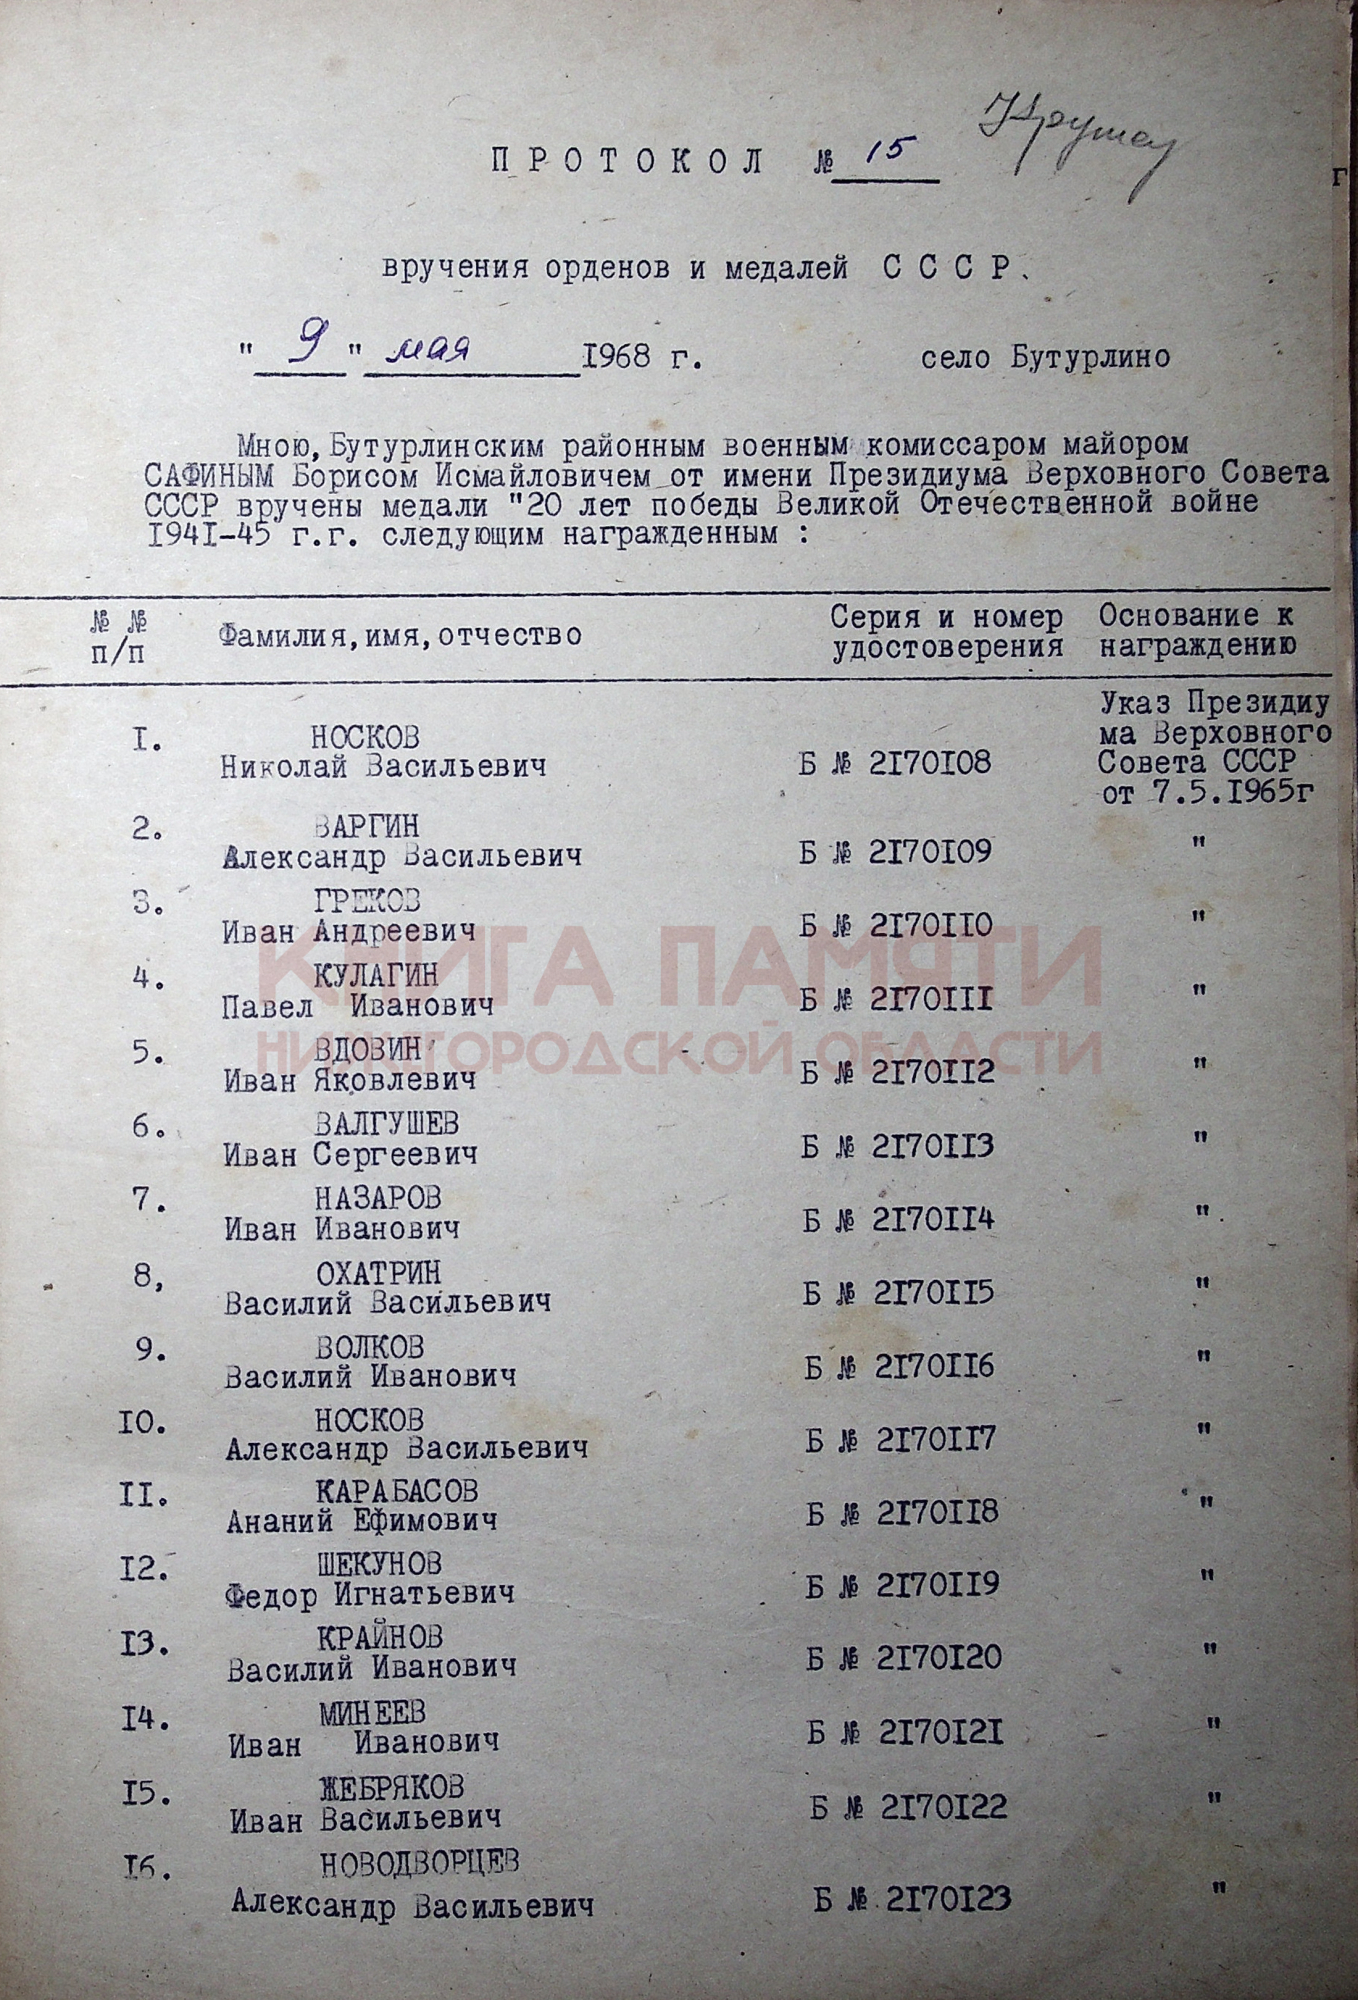 ПРОТОКОЛ № 15
вручения орденов и медалей СССР.
" 9 " мая 1968 г. село Бутурлино
Мною, Бутурлинским районным военным комиссаром майором
САФИНЫМ Борисом Исмайловичем от имени Президиума Верховного Совета
СССР вручены медали "20 лет победы Великой Отечественной войне
1941-45 г.г. следующим награжденным :
№ № Фамилия, имя, отчество Серия и номер Основание к
п/п удостоверения награждению
Указ Президиу
1. НОСКОВ ма Верховного
Николай Васильевич Б № 2170108 Совета СССР
от 7.5.1965г
2. ВАРГИН
Александр Васильевич Б № 2170109 "
3. ГРЕКОВ
Иван Андреевич Б № 2170110 "
КНИГА ПАМЯТИ
4. КУЛАГИН
Павел Иванович Б № 2170111 "
НИЖЕГОРОДСКОЙ ОБЛАСТИ
5. ВДОВИН
Иван Яковлевич Б № 2170112 "
6. ВАЛГУШЕВ
Иван Сергеевич Б № 2170113 "
7. НАЗАРОВ
Иван Иванович Б № 2170114 "
8, ОХАТРИН
Василий Васильевич Б № 2170115 "
9. ВОЛКОВ
Василий Иванович Б № 2170116 "
10. НОСКОВ
Александр Васильевич Б № 2170117 "
11. КАРАБАСОВ
Ананий Ефимович Б № 2170118 "
12. ШЕКУНОВ
Федор Игнатьевич Б № 2170119 "
13. КРАЙНОВ
Василий Иванович Б № 2170120 "
14. МИНЕЕВ
Иван Иванович Б № 2170121 "
15. ЖЕБРЯКОВ
Иван Васильевич Б № 2170122 "
16. НОВОДВОРЦЕВ
Александр Васильевич Б № 2170123 "